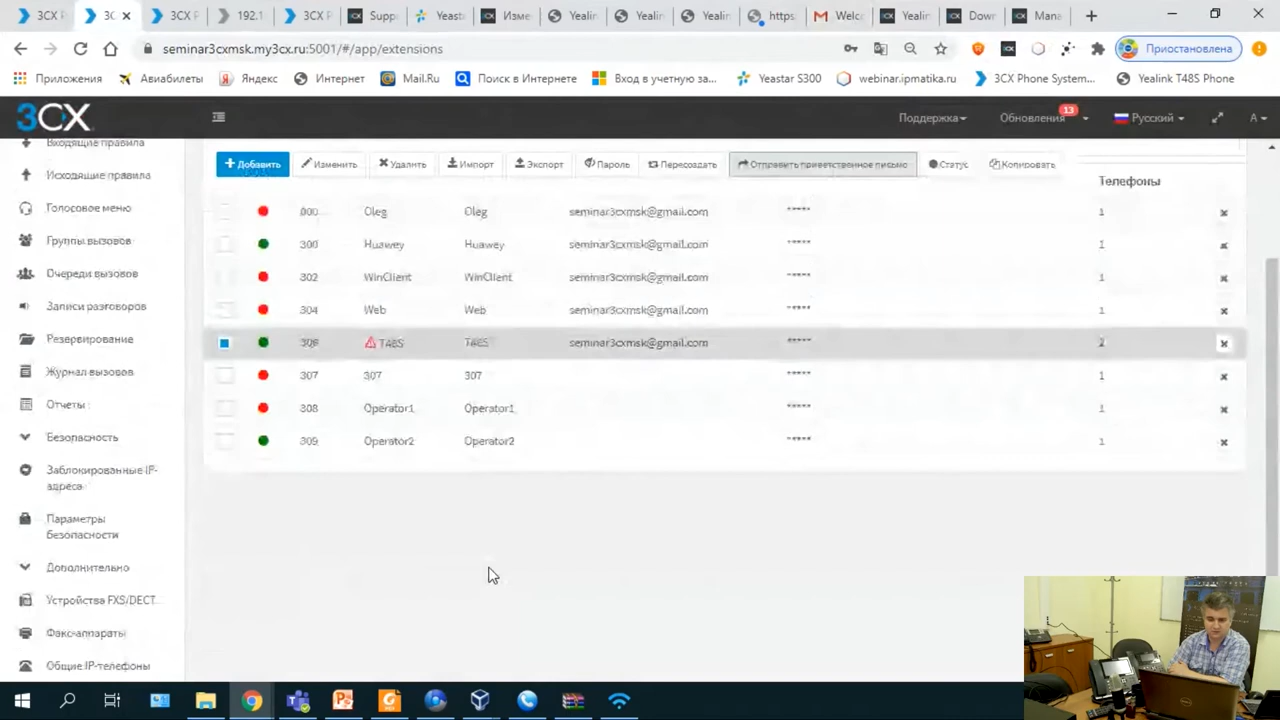 3C
3CX P
192.1
3CX P
Supp
Yeasta
Изме
Yealin
Yealin
Yealin
https:
Welc
Yealin
Dow
Mana
seminar3cxmsk.my3cx.ru:5001/#/app/extensions
Приостановлена
Приложения
Авиабилеты
Яндекс
Интернет
Mail.Ru
Поиск в Интернете
Вход в учетную за...
Yeastar S300
webinar.ipmatika.ru
3CX Phone System...
Yealink T48S Phone
3CX
Поддержка
Обновления
13
Русский
A
Входящие правила
Исходящие правила
Голосовое меню
Группы вызовов
Очереди вызовов
Записи разговоров
Резервирование
Журнал вызовов
Отчеты
Безопасность
Заблокированные IP-
адреса
Параметры
Безопасности
Дополнительно
Устройства FXS/DECT
Факс-аппараты
Общие IP-телефоны
Добавить
Изменить
Удалить
Импорт
Экспорт
Пароль
Пересоздать
Отправить приветственное письмо
Статус
Копировать
Телефоны
000 Oleg Oleg seminar3cxmsk@gmail.com ***** 1
300 Huawey Huawey seminar3cxmsk@gmail.com ***** 1
302 WinClient WinClient seminar3cxmsk@gmail.com ***** 1
304 Web Web seminar3cxmsk@gmail.com ***** 1
seminar3cxmsk@gmail.com ***** 2
307 307 307 ***** 1
308 Operator1 Operator1 ***** 1
309 Operator2 Operator2 ***** 1